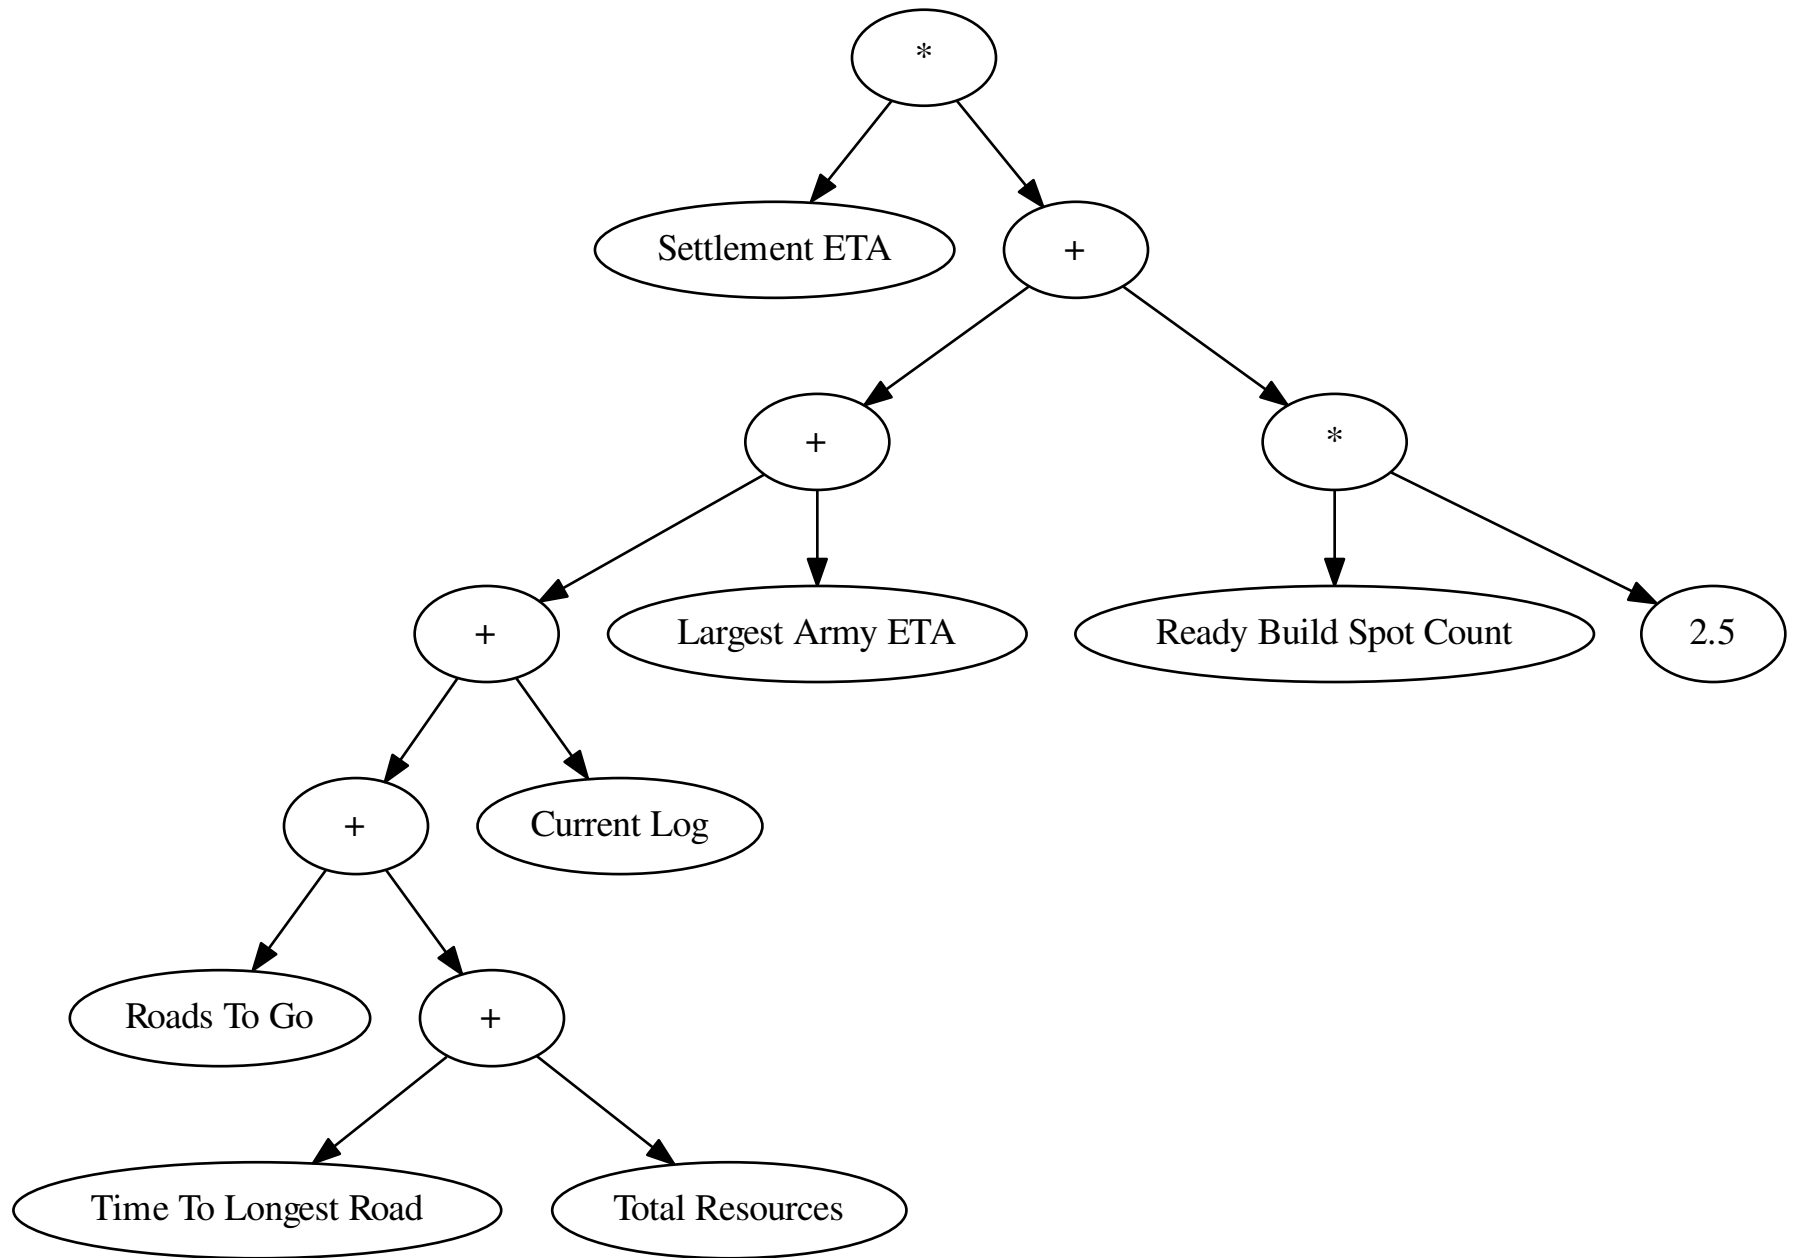 *
Settlement ETA
+
+
*
+
Largest Army ETA
Ready Build Spot Count
2.5
+
Current Log
Roads To Go
+
Time To Longest Road
Total Resources